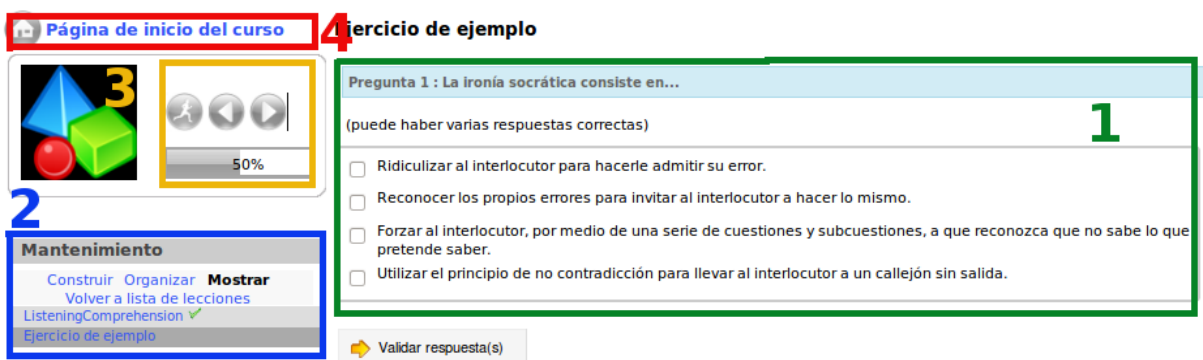 Página de inicio del curso
4
Ejercicio de ejemplo
3
50%
2
Mantenimiento
Construir Organizar Mostrar
Volver a lista de lecciones
ListeningComprehension
Ejercicio de ejemplo
Pregunta 1 : La ironía socrática consiste en...
1
(puede haber varias respuestas correctas)
Ridiculizar al interlocutor para hacerle admitir su error.
Reconocer los propios errores para invitar al interlocutor a hacer lo mismo.
Forzar al interlocutor, por medio de una serie de cuestiones y subcuestiones, a que reconozca que no sabe lo que
pretende saber.
Utilizar el principio de no contradicción para llevar al interlocutor a un callejón sin salida.
Validar respuesta(s)